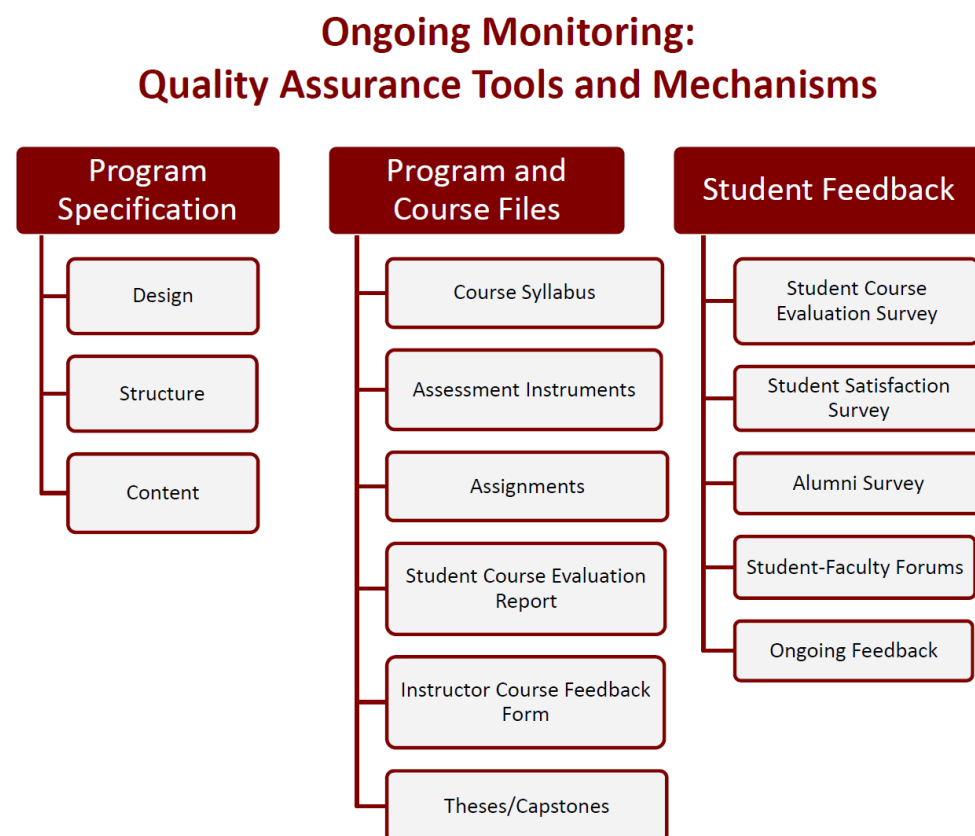 Ongoing Monitoring:
Quality Assurance Tools and Mechanisms
Program
Specification
Design
Structure
Content
Program and
Course Files
Course Syllabus
Assessment Instruments
Assignments
Student Course Evaluation
Report
Instructor Course Feedback
Form
Theses/Capstones
Student Feedback
Student Course
Evaluation Survey
Student Satisfaction
Survey
Alumni Survey
Student-Faculty Forums
Ongoing Feedback